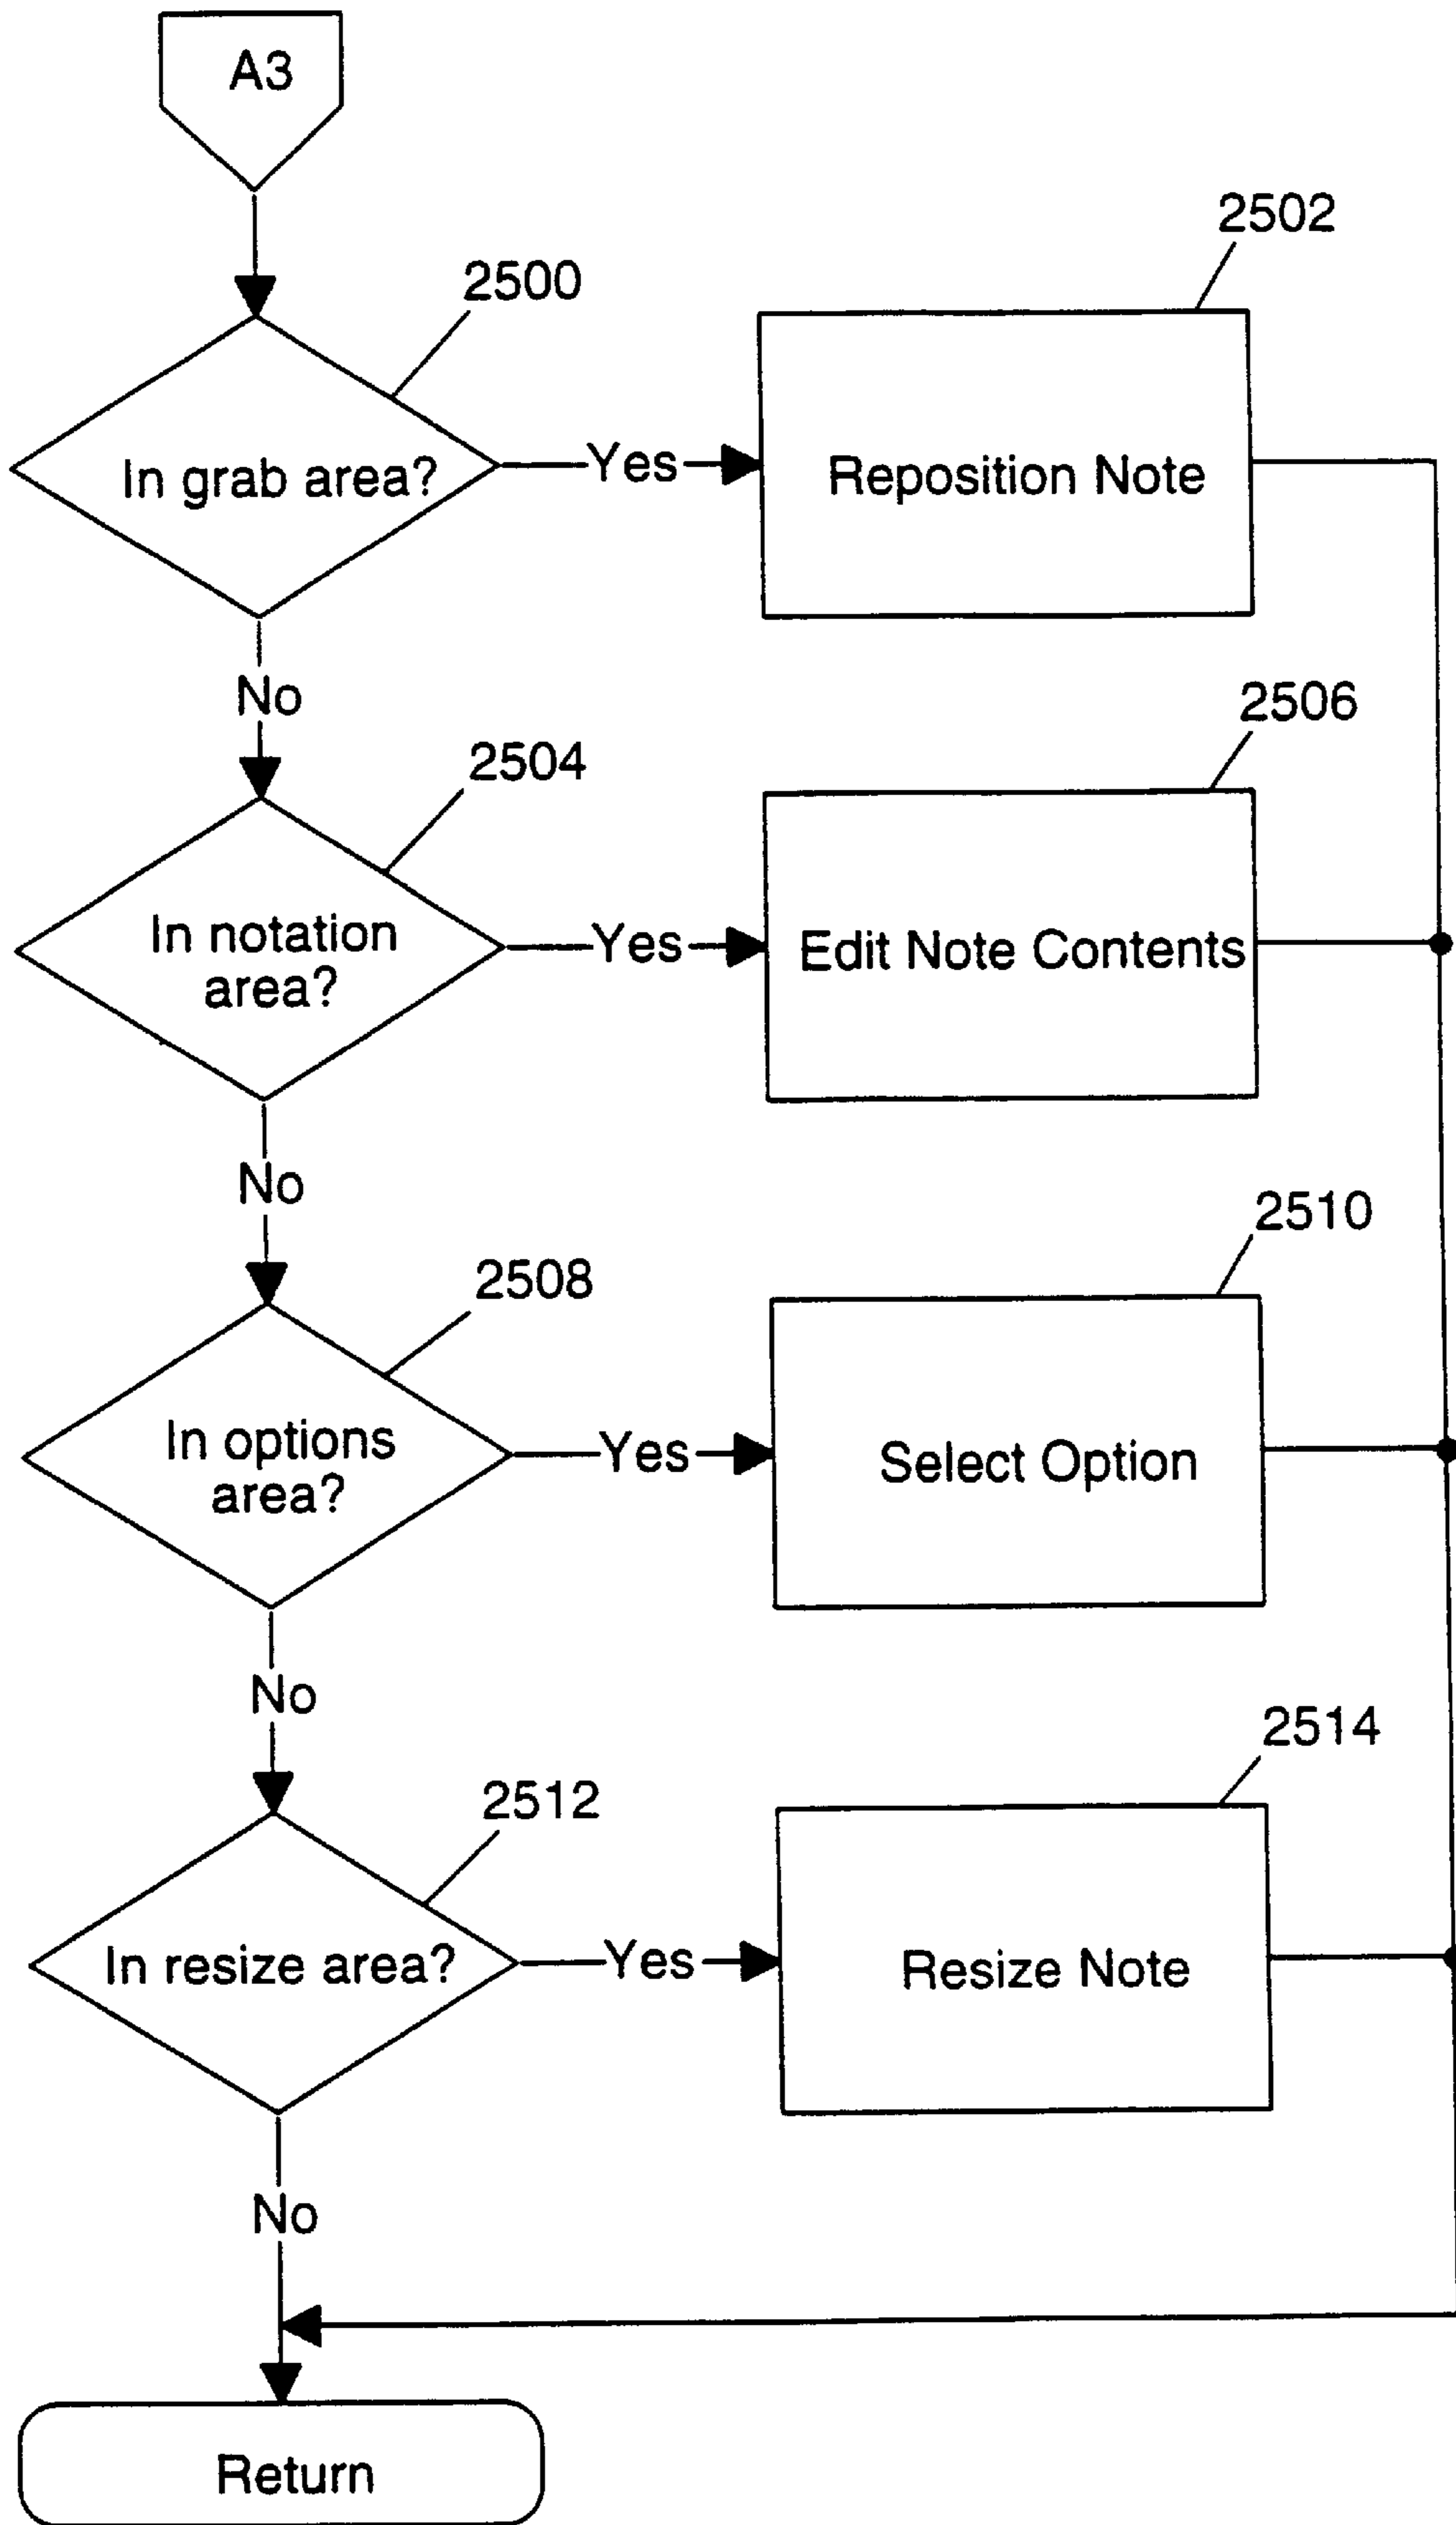 A3
2500
2502
In grab area?
Yes
Reposition Note
No
2504
2506
In notation
area?
Yes
Edit Note Contents
No
2508
2510
In options
area?
Yes
Select Option
No
2512
2514
In resize area?
Yes
Resize Note
No
Return